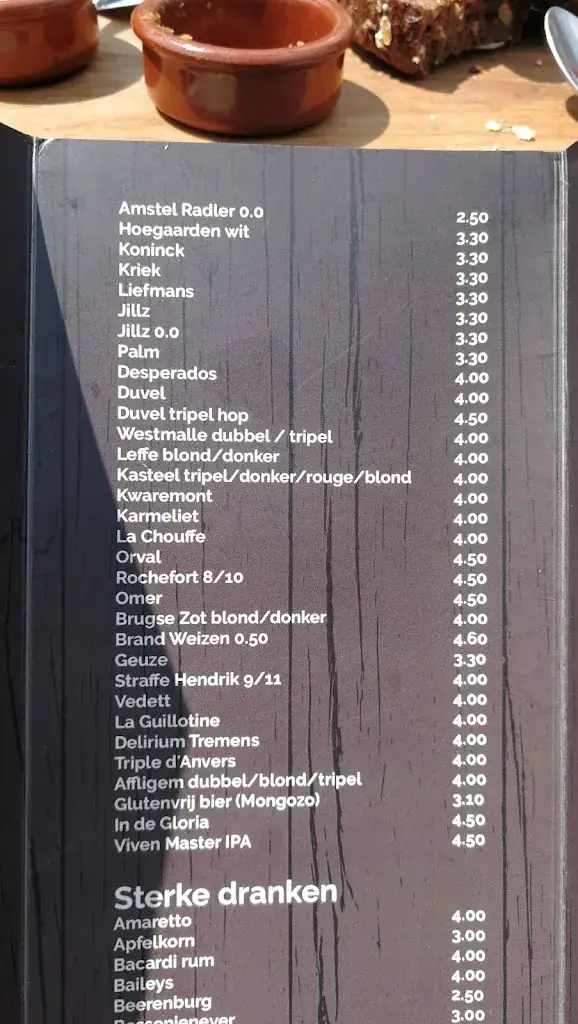 Amstel Radler 0.0 2.50
Hoegaarden wit 3.30
Koninck 3.30
Kriek 3.30
Liefmans 3.30
Jillz 3.30
Jillz 0.0 3.30
Palm 3.30
Desperados 4.00
Duvel 4.00
Duvel tripel hop 4.50
Westmalle dubbel / tripel 4.00
Leffe blond/donker 4.00
Kasteel tripel/donker/rouge/blond 4.00
Kwaremont 4.00
Karmeliet 4.00
La Chouffe 4.00
Orval 4.50
Rochefort 8/10 4.50
Omer 4.50
Brugse Zot blond/donker 4.00
Brand Weizen 0.50 4.60
Geuze 3.30
Straffe Hendrik 9/11 4.00
Vedett 4.00
La Guillotine 4.00
Delirium Tremens 4.00
Triple d'Anvers 4.00
Affligem dubbel/blond/tripel 4.00
Glutenvrij bier (Mongozo) 3.10
In de Gloria 4.50
Viven Master IPA 4.50
Sterke dranken
Amaretto 4.00
Apfelkorn 3.00
Bacardi rum 4.00
Baileys 4.00
Beerenburg 2.50
3.00